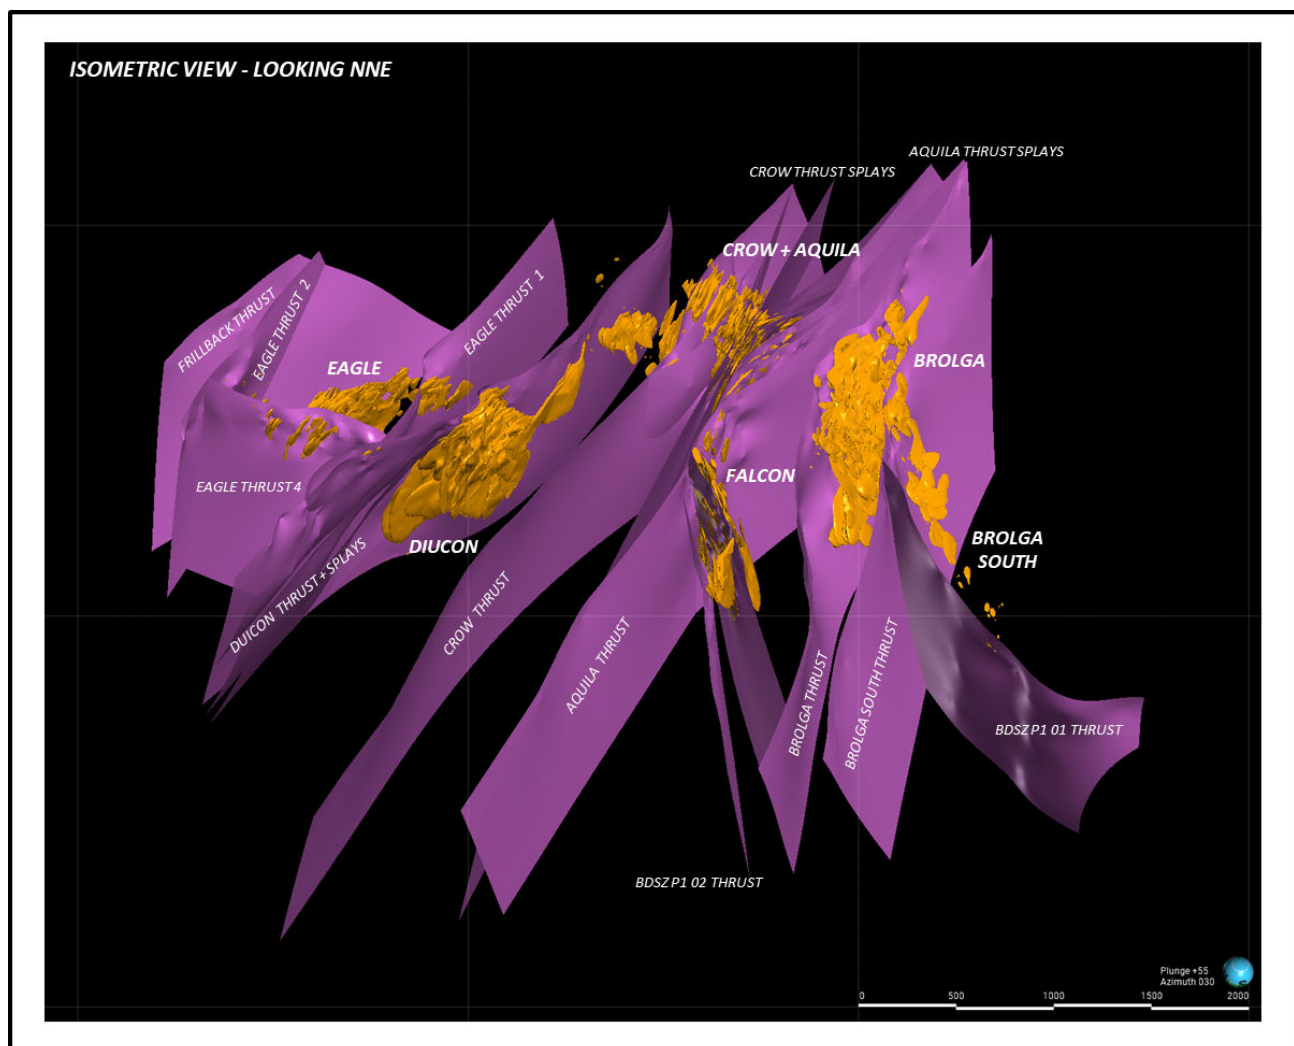 ISOMETRIC VIEW - LOOKING NNE
AQUILA THRUST SPLAYS
CROW THRUST SPLAYS
CROW + AQUILA
FRILLBACK THRUST
EAGLE THRUST 2
EAGLE THRUST 1
EAGLE
BROLGA
FALCON
EAGLE THRUST 4
DIUCON
BROLGA
SOUTH
DUICON THRUST + SPLAYS
CROW THRUST
AQUILA THRUST
BROLGA THRUST
BROLGA SOUTH THRUST
BDSZ P1 01 THRUST
BDSZ P1 02 THRUST
Plunge +55
Azimuth 030
0 500 1000 1500 2000